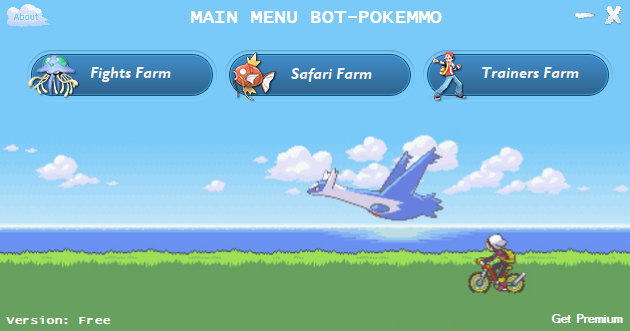 About
MAIN MENU BOT-POKEMMO
Fights Farm
Safari Farm
Trainers Farm
Version: Free
Get Premium